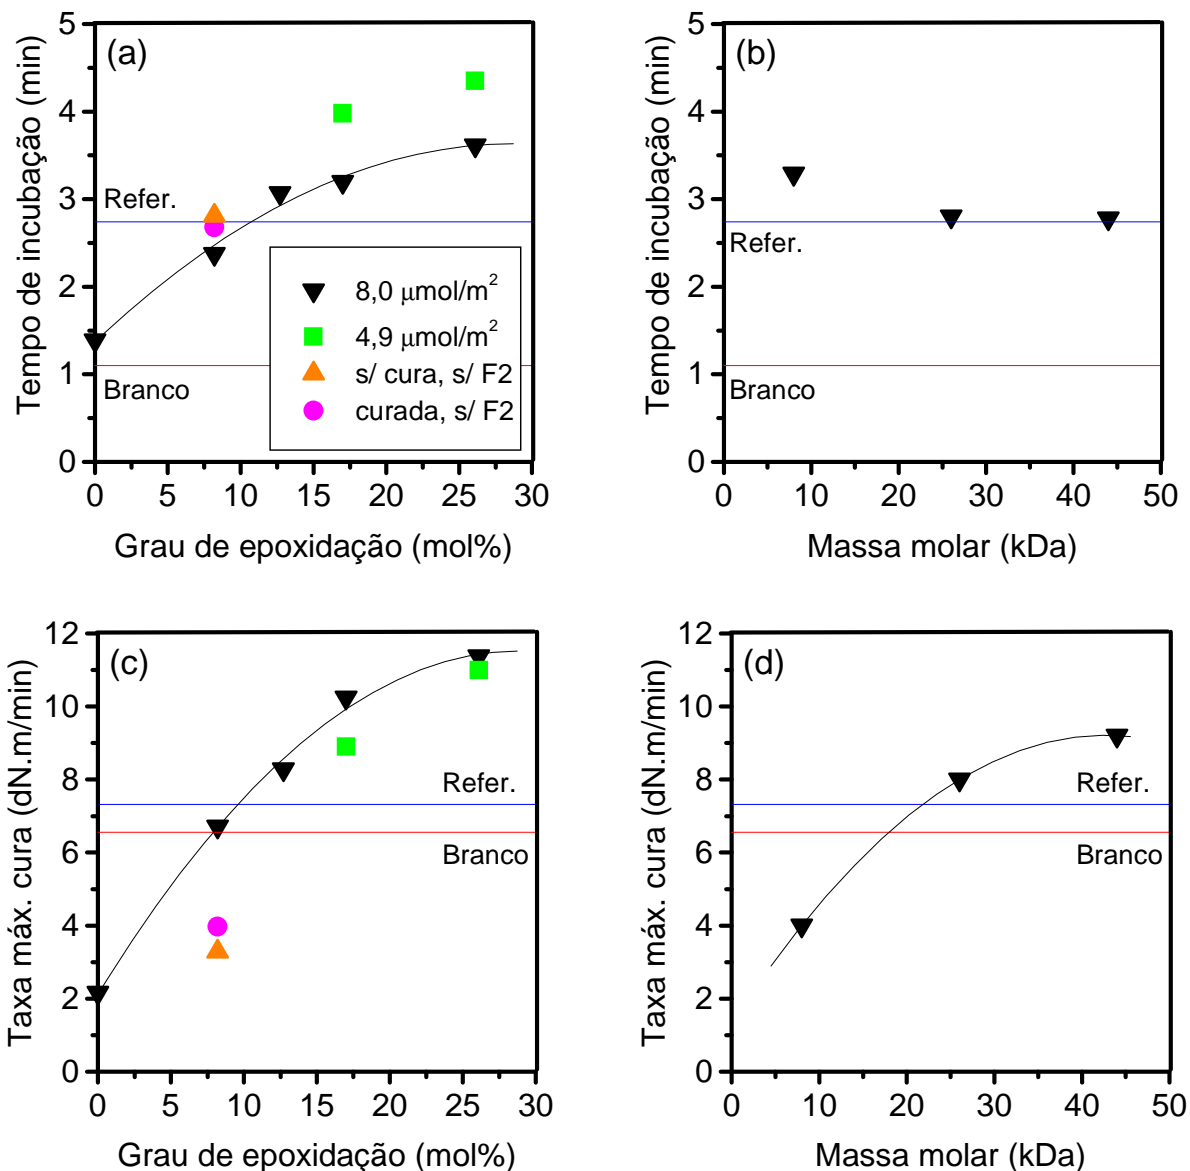 (a)
Tempo de incubação (min)
5
4
3
2
1
0
Refer.
Branco
8,0 μmol/m²
4,9 μmol/m²
s/ cura, s/ F2
curada, s/ F2
0 5 10 15 20 25 30
Grau de epoxidação (mol%)
(b)
Tempo de incubação (min)
5
4
3
2
1
0
Refer.
Branco
0 10 20 30 40 50
Massa molar (kDa)
(c)
Taxa máx. cura (dN.m/min)
12
10
8
6
4
2
0
Refer.
Branco
0 5 10 15 20 25 30
Grau de epoxidação (mol%)
(d)
Taxa máx. cura (dN.m/min)
12
10
8
6
4
2
0
Refer.
Branco
0 10 20 30 40 50
Massa molar (kDa)